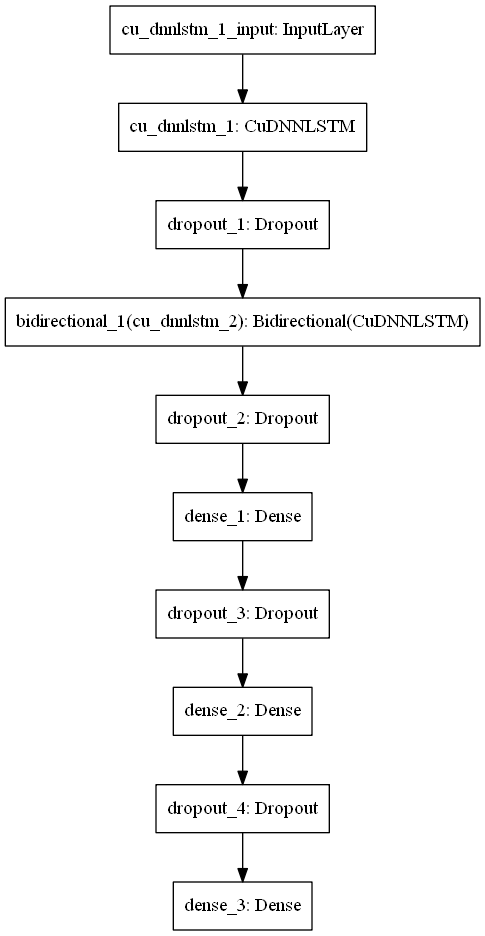 cu_dnnlstm_1_input: InputLayer
cu_dnnlstm_1: CuDNNLSTM
dropout_1: Dropout
bidirectional_1(cu_dnnlstm_2): Bidirectional(CuDNNLSTM)
dropout_2: Dropout
dense_1: Dense
dropout_3: Dropout
dense_2: Dense
dropout_4: Dropout
dense_3: Dense